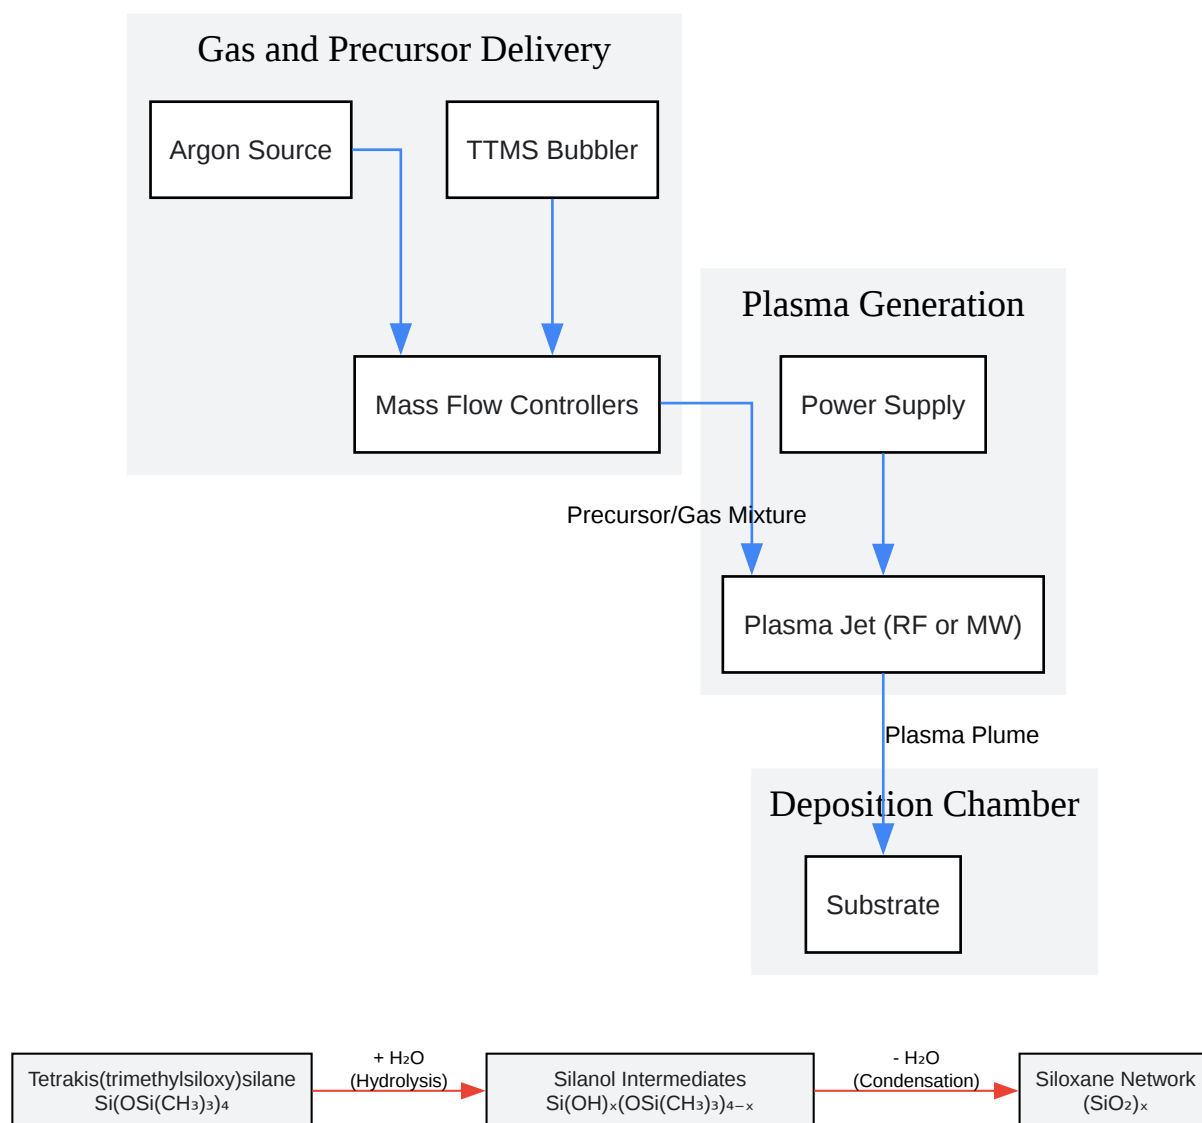 Gas and Precursor Delivery
Argon Source
TTMS Bubbler
Plasma Generation
Mass Flow Controllers
Power Supply
Precursor/Gas Mixture
Plasma Jet (RF or MW)
Plasma Plume
Deposition Chamber
Substrate
Tetrakis(trimethylsiloxy)silane
Si(OSi(CH₃)₃)₄
+ H₂O
(Hydrolysis)
Silanol Intermediates
Si(OH)ₓ(OSi(CH₃)₃)₄₋ₓ
- H₂O
(Condensation)
Siloxane Network
(SiO₂)ₓ